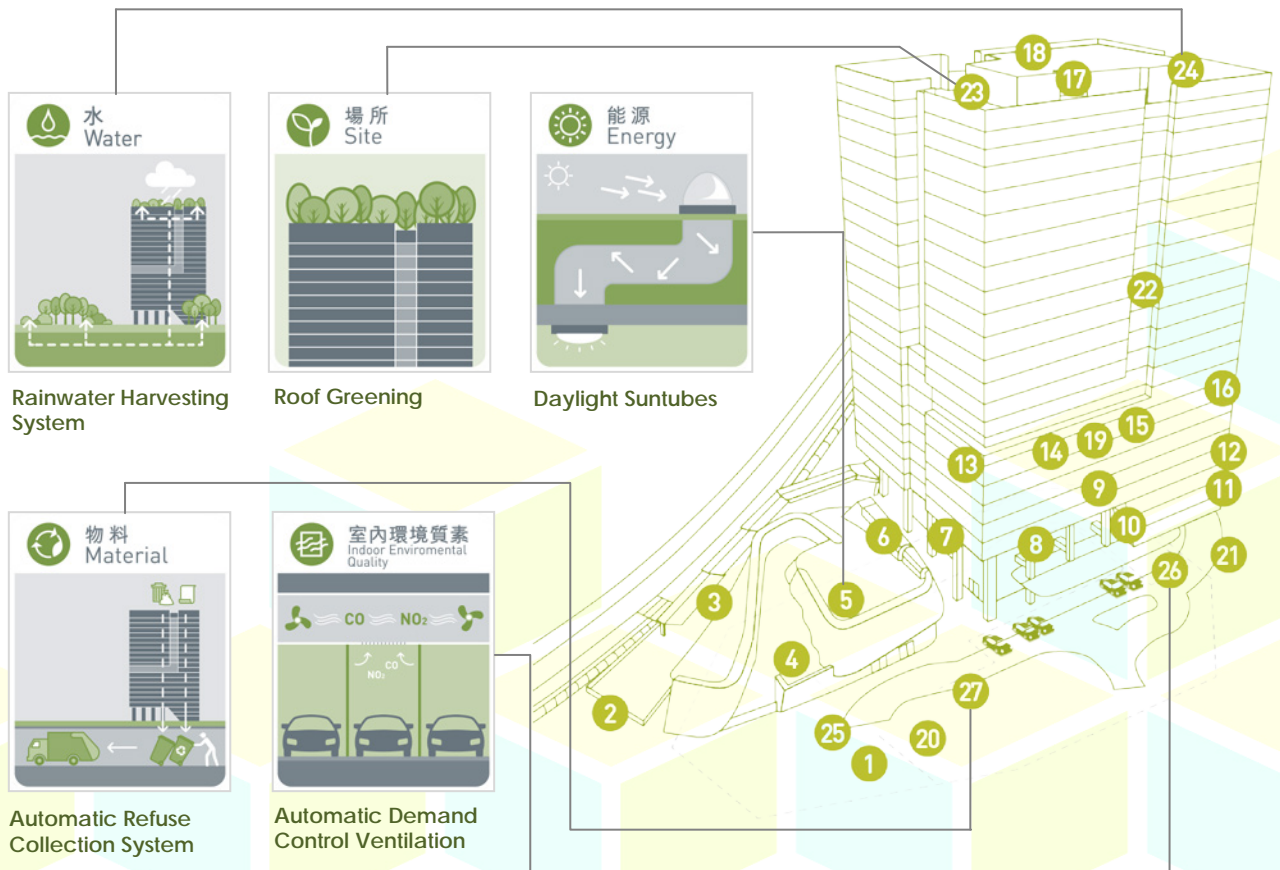 水
Water
場所
Site
能源
Energy
Rainwater Harvesting
System
Roof Greening
Daylight Suntubes
物料
Material
室內環境質素
Indoor Enviromental
Quality
CO
NO₂
CO
NO₂
Automatic Refuse
Collection System
Automatic Demand
Control Ventilation
18
17
24
23
22
16
15
19
14
13
12
11
9
10
8
7
6
21
26
5
3
4
27
2
25
20
1